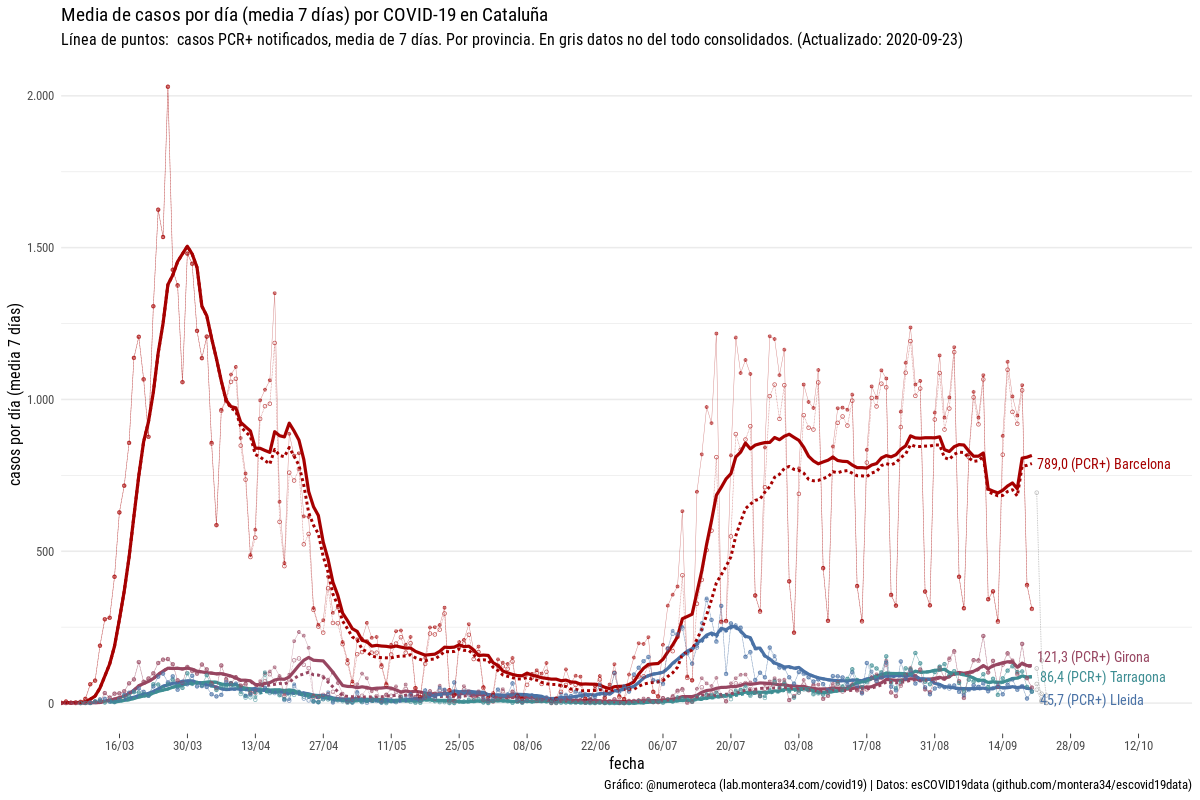 Media de casos por día (media 7 días) por COVID-19 en Cataluña
Línea de puntos:  casos PCR+ notificados, media de 7 días. Por provincia. En gris datos no del todo consolidados. (Actualizado: 2020-09-23)
casos por día (media 7 días)
2.000
1.500
1.000
500
0
789,0 (PCR+) Barcelona
121,3 (PCR+) Girona
86,4 (PCR+) Tarragona
45,7 (PCR+) Lleida
16/03 30/03 13/04 27/04 11/05 25/05 08/06 22/06 06/07 20/07 03/08 17/08 31/08 14/09 28/09 12/10
fecha
Gráfico: @numeroteca (lab.montera34.com/covid19) | Datos: esCOVID19data (github.com/montera34/escovid19data)